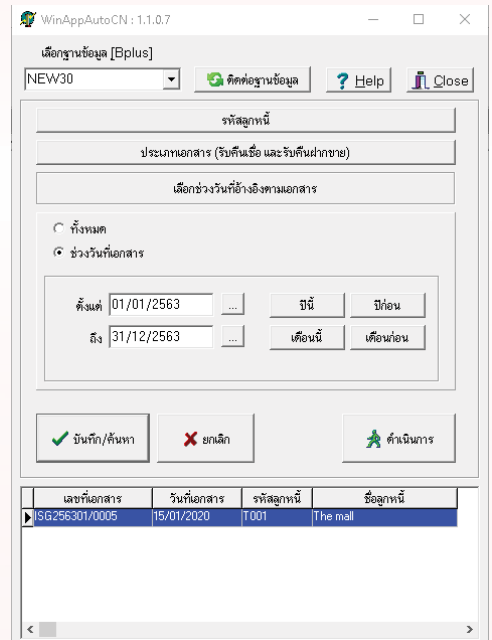 WinAppAutoCN : 1.1.0.7
เลือกฐานข้อมูล [Bplus]
NEW30 ติดต่อฐานข้อมูล ? Help Close
รหัสลูกหนี้
ประเภทเอกสาร (รับคืนเชื่อ และรับคืนฝากขาย)
เลือกช่วงวันที่อ้างอิงตามเอกสาร
ทั้งหมด
ช่วงวันที่เอกสาร
ตั้งแต่ 01/01/2563 ... ปีนี้ ปีก่อน
ถึง 31/12/2563 ... เดือนนี้ เดือนก่อน
บันทึก/ค้นหา ยกเลิก ดำเนินการ
เลขที่เอกสาร วันที่เอกสาร รหัสลูกหนี้ ชื่อลูกหนี้
ISG256301/0005 15/01/2020 T001 The mall